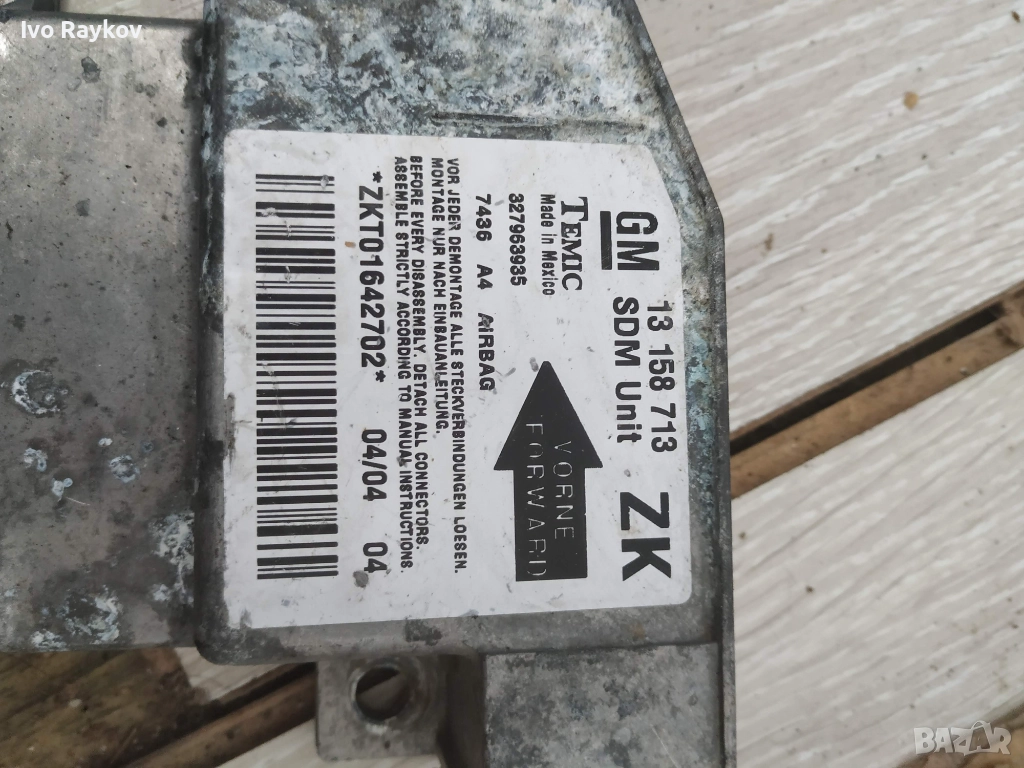 Ivo Raykov
GM 13 158 713 ZK
SDM Unit
TEMIC
Made in Mexico
327963935
7436 A4 AIRBAG
VORNE
FORWARD
VOR JEDER DEMONTAGE ALLE STECKVERBINDUNGEN LOESEN.
MONTAGE NUR NACH EINBAUANLEITUNG.
BEFORE EVERY DISASSEMBLY. DETACH ALL CONNECTORS.
ASSEMBLE STRICTLY ACCORDING TO MANUAL INSTRUCTIONS.
*ZKT01642702* 04/04 04
BAZAR